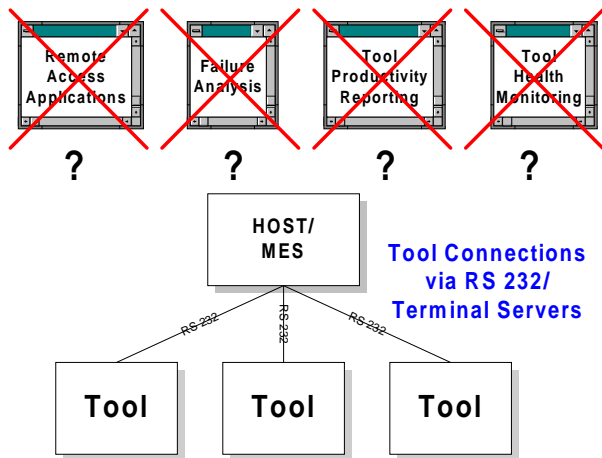 Remote
Access
Applications
Failure
Analysis
Tool
Productivity
Reporting
Tool
Health
Monitoring
?
?
?
?
HOST/
MES
Tool Connections
via RS 232/
Terminal Servers
RS 232
RS 232
RS 232
Tool
Tool
Tool